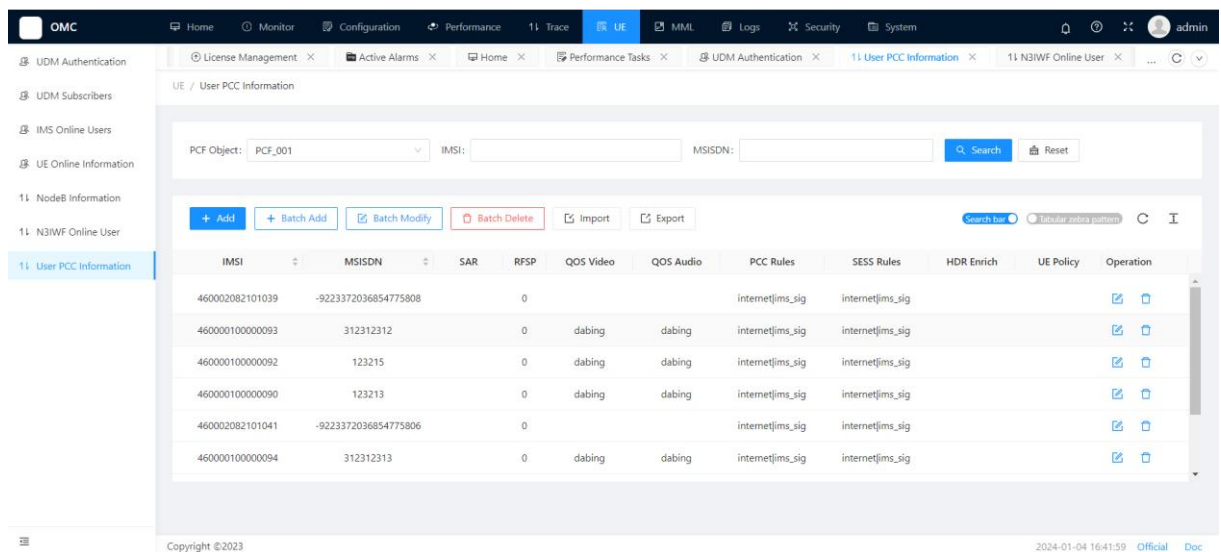 OMC Home Monitor Configuration Performance Trace UE MML Logs Security System admin
License Management Active Alarms Home Performance Tasks UDM Authentication User PCC Information N3IWF Online User ...
UDM Authentication
UDM Subscribers
IMS Online Users
UE Online Information
NodeB Information
N3IWF Online User
User PCC Information
UE / User PCC Information
PCF Object: PCF_001 IMSI: MSISDN: Search Reset
+ Add + Batch Add Batch Modify Batch Delete Import Export Search bar Tabular zebra pattern
IMSI MSISDN SAR RFSP QOS Video QOS Audio PCC Rules SESS Rules HDR Enrich UE Policy Operation
460002082101039 -9223372036854775808 0 internet|ims_sig internet|ims_sig
460000100000093 312312312 0 dabing dabing internet|ims_sig internet|ims_sig
460000100000092 123215 0 dabing dabing internet|ims_sig internet|ims_sig
460000100000090 123213 0 dabing dabing internet|ims_sig internet|ims_sig
460002082101041 -9223372036854775806 0 internet|ims_sig internet|ims_sig
460000100000094 312312313 0 dabing dabing internet|ims_sig internet|ims_sig
Copyright ©2023 2024-01-04 16:41:59 Official Doc